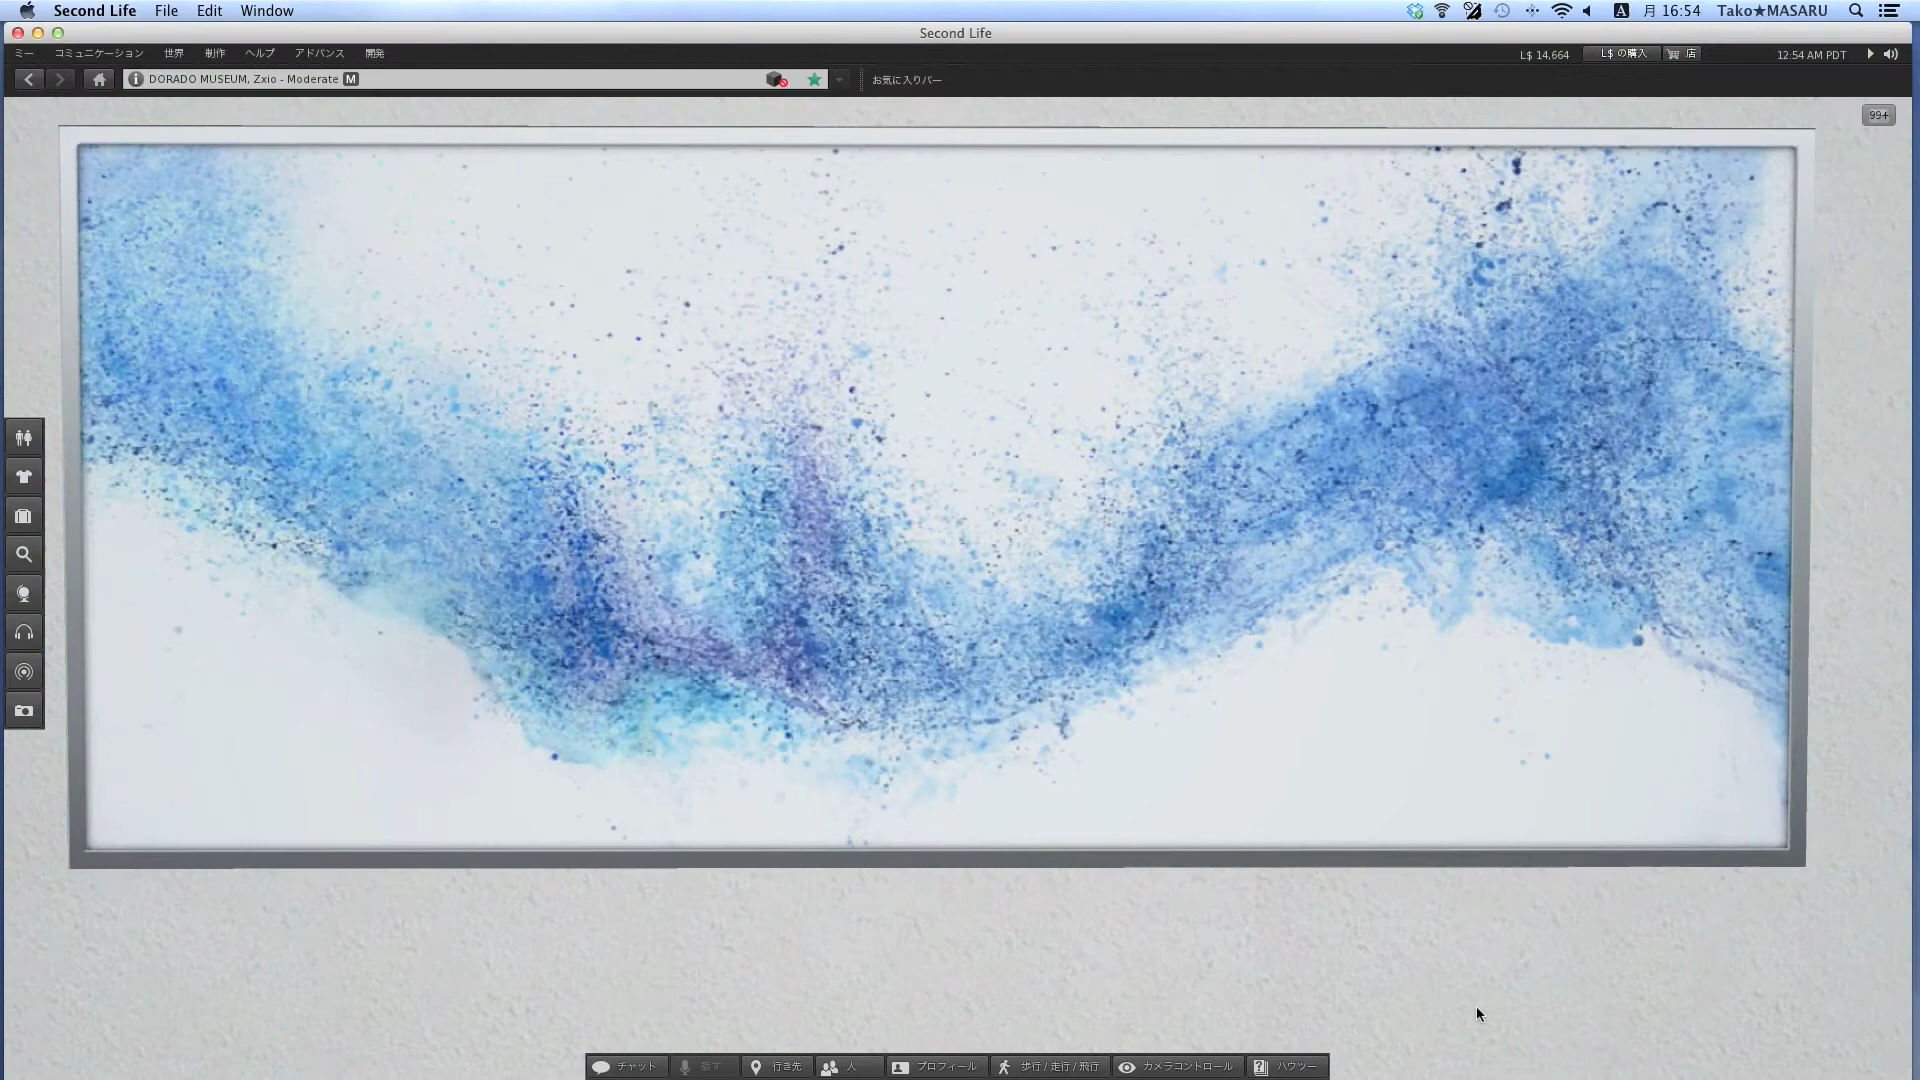 Second Life File Edit Window
A 月 16:54 Tako★MASARU
Second Life
ミー コミュニケーション 世界 制作 ヘルプ アドバンス 開発
L$ 14,664 L$ の購入 店 12:54 AM PDT
DORADO MUSEUM, Zxio - Moderate M
お気に入りバー
99+
チャット 話す 行き先 人 プロフィール 歩行 / 走行 / 飛行 カメラコントロール ハウツー